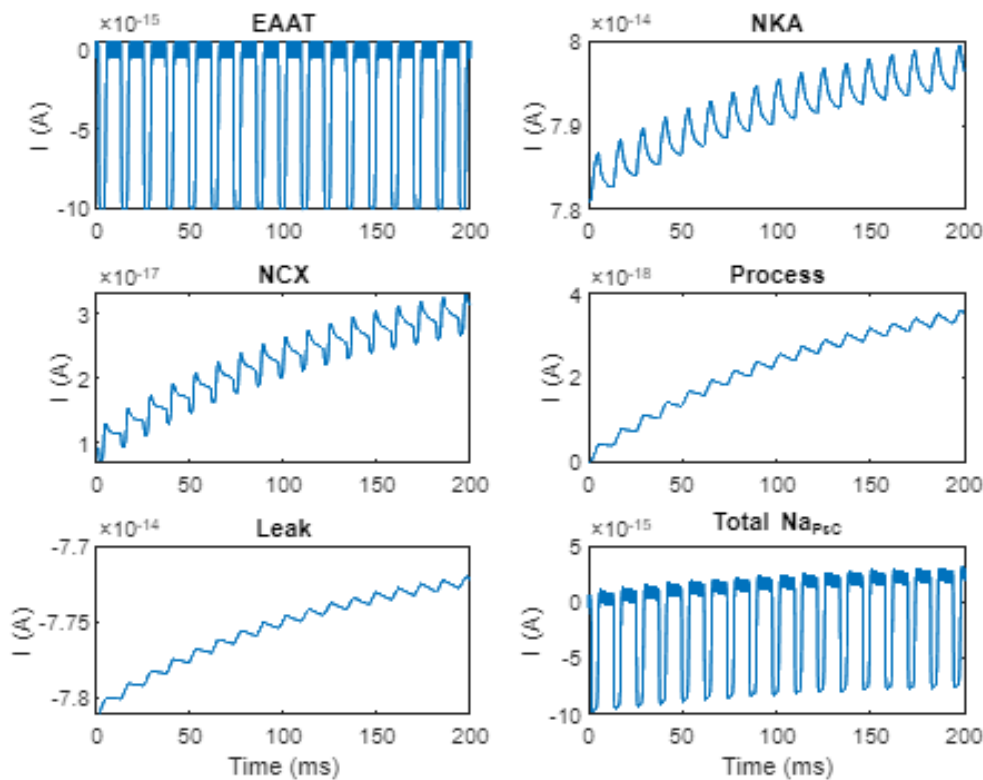 ×10⁻¹⁵ EAAT
0
-5
-10
I (A)
0 50 100 150 200
×10⁻¹⁴ NKA
8
7.9
7.8
I (A)
0 50 100 150 200
×10⁻¹⁷ NCX
3
2
1
I (A)
0 50 100 150 200
×10⁻¹⁸ Process
4
2
0
I (A)
0 50 100 150 200
×10⁻¹⁴ Leak
-7.7
-7.75
-7.8
I (A)
0 50 100 150 200
Time (ms)
×10⁻¹⁵ Total Na_PsC
5
0
-5
-10
I (A)
0 50 100 150 200
Time (ms)